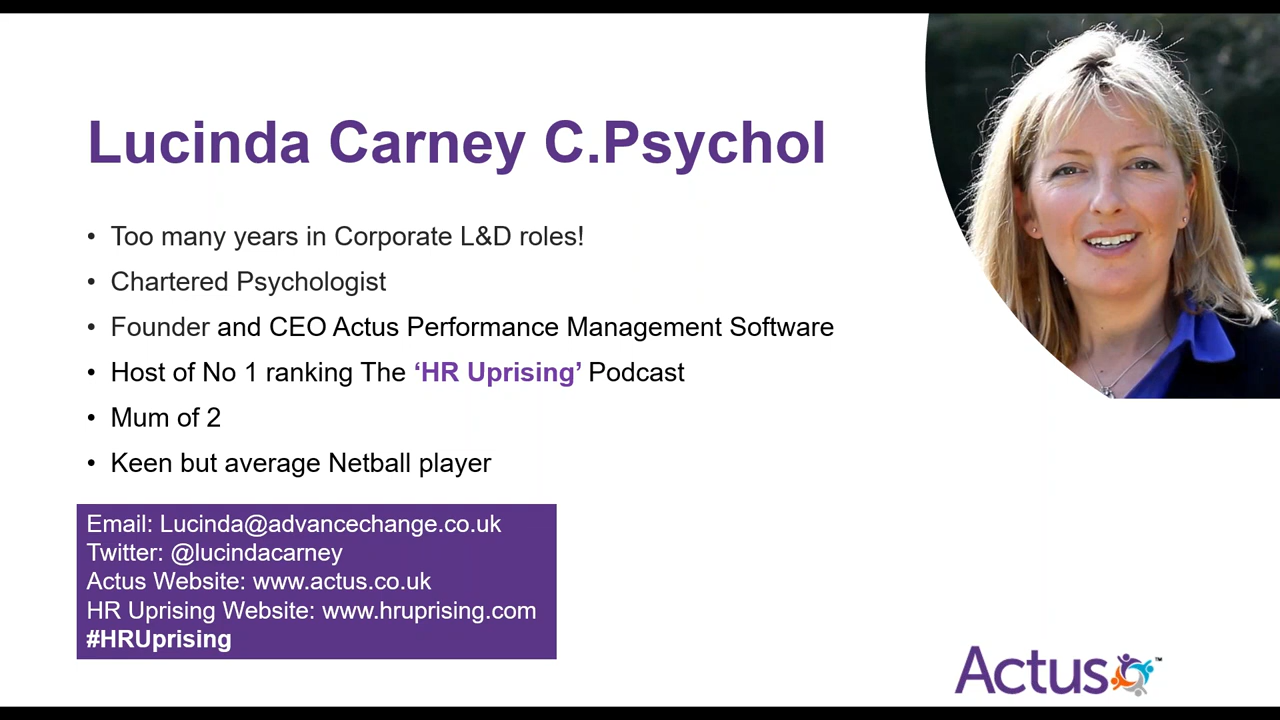 Lucinda Carney C.Psychol
• Too many years in Corporate L&D roles!
• Chartered Psychologist
• Founder and CEO Actus Performance Management Software
• Host of No 1 ranking The ‘HR Uprising’ Podcast
• Mum of 2
• Keen but average Netball player
Email: Lucinda@advancechange.co.uk
Twitter: @lucindacarney
Actus Website: www.actus.co.uk
HR Uprising Website: www.hruprising.com
#HRUprising
Actus™